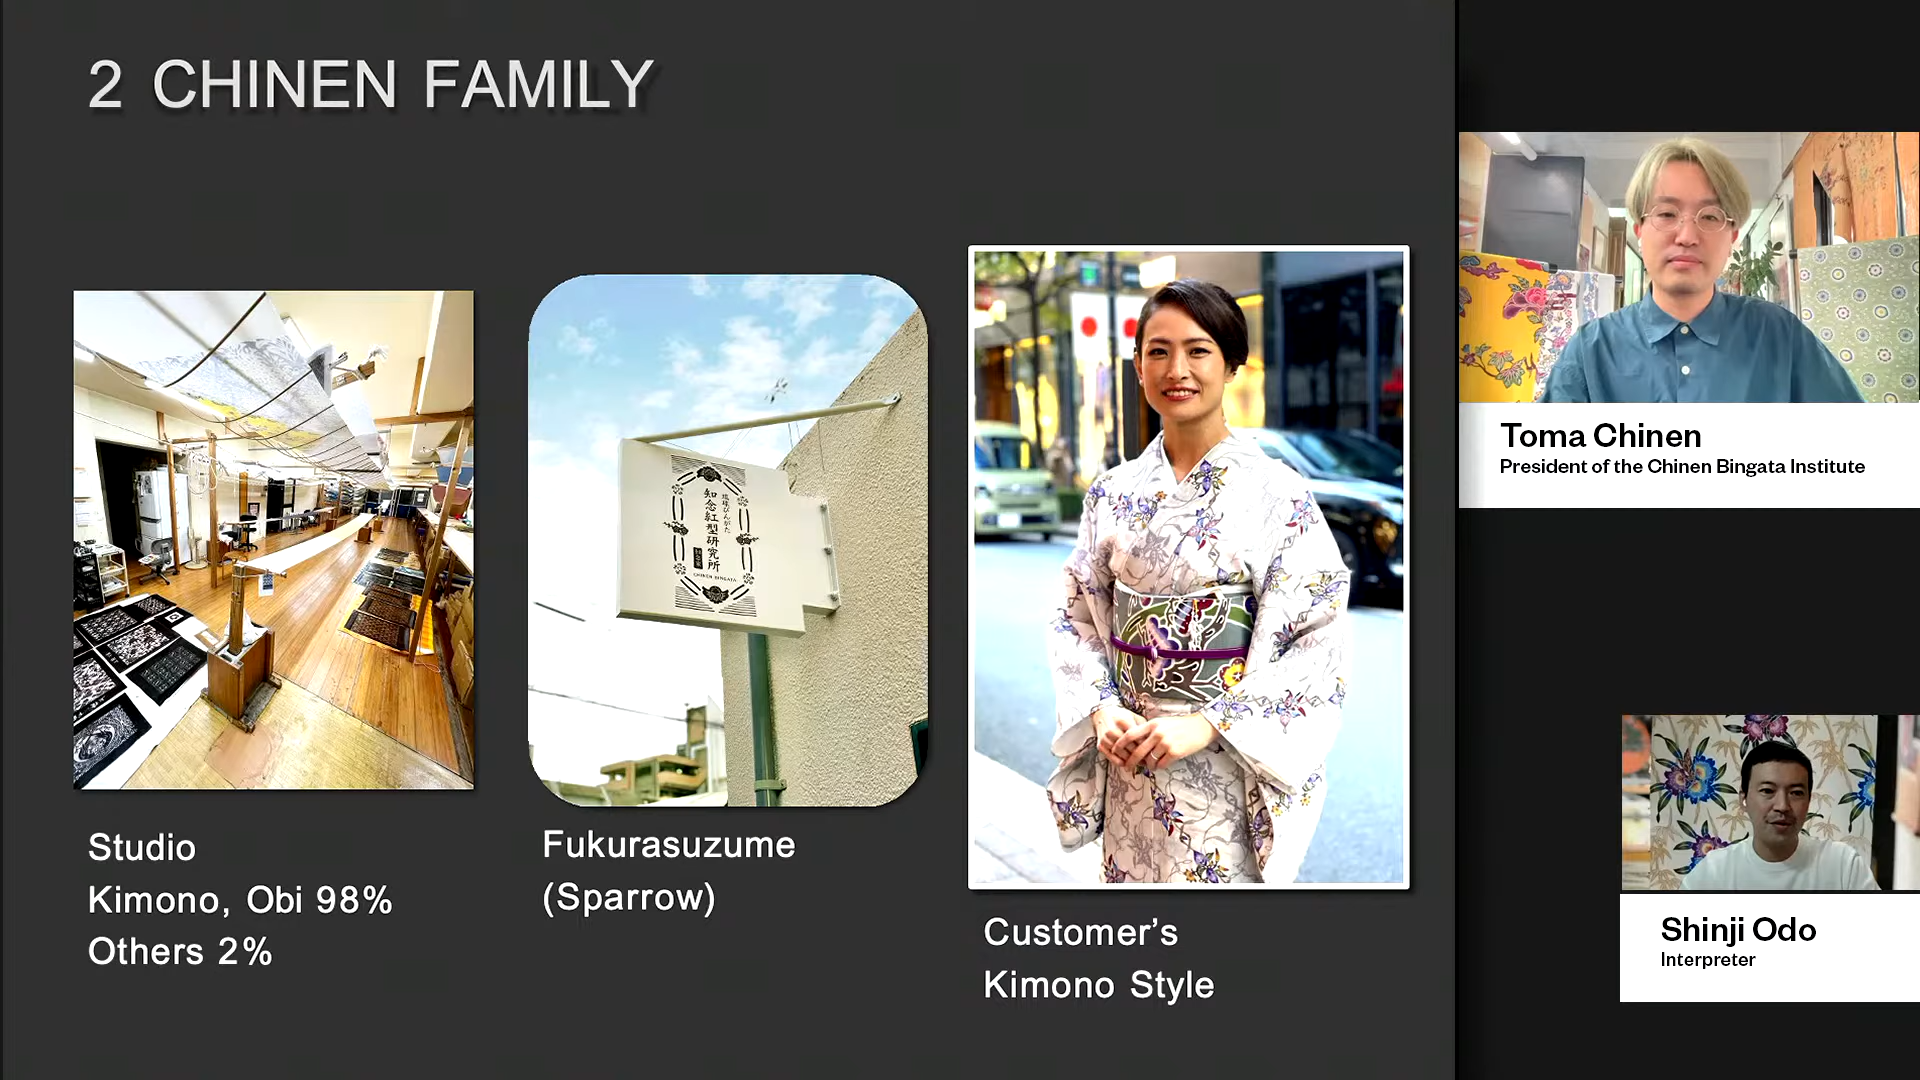 2 CHINEN FAMILY
琉球びんがた
知念紅型研究所
CHINEN BINGATA
Studio
Kimono, Obi 98%
Others 2%
Fukurasuzume
(Sparrow)
Customer’s
Kimono Style
Toma Chinen
President of the Chinen Bingata Institute
Shinji Odo
Interpreter